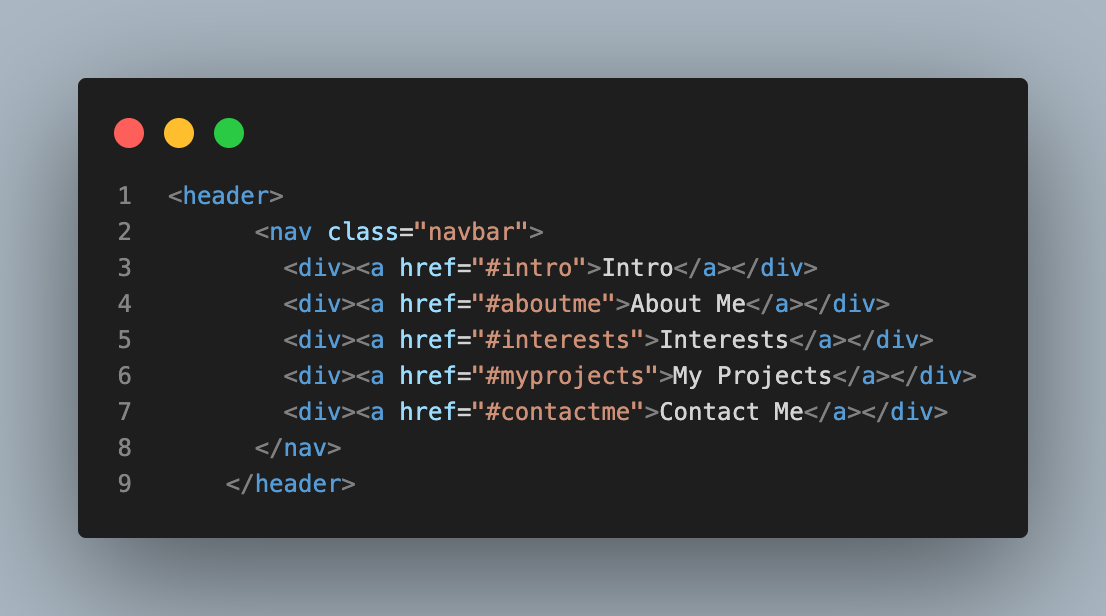 1 <header>
2       <nav class="navbar">
3         <div><a href="#intro">Intro</a></div>
4         <div><a href="#aboutme">About Me</a></div>
5         <div><a href="#interests">Interests</a></div>
6         <div><a href="#myprojects">My Projects</a></div>
7         <div><a href="#contactme">Contact Me</a></div>
8       </nav>
9     </header>